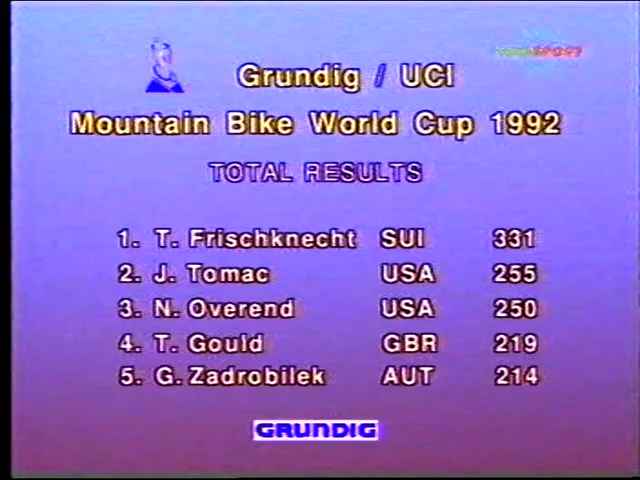 EUROSPORT
Grundig / UCI
Mountain Bike World Cup 1992
TOTAL RESULTS
1. T. Frischknecht SUI 331
2. J. Tomac USA 255
3. N. Overend USA 250
4. T. Gould GBR 219
5. G. Zadrobilek AUT 214
GRUNDIG